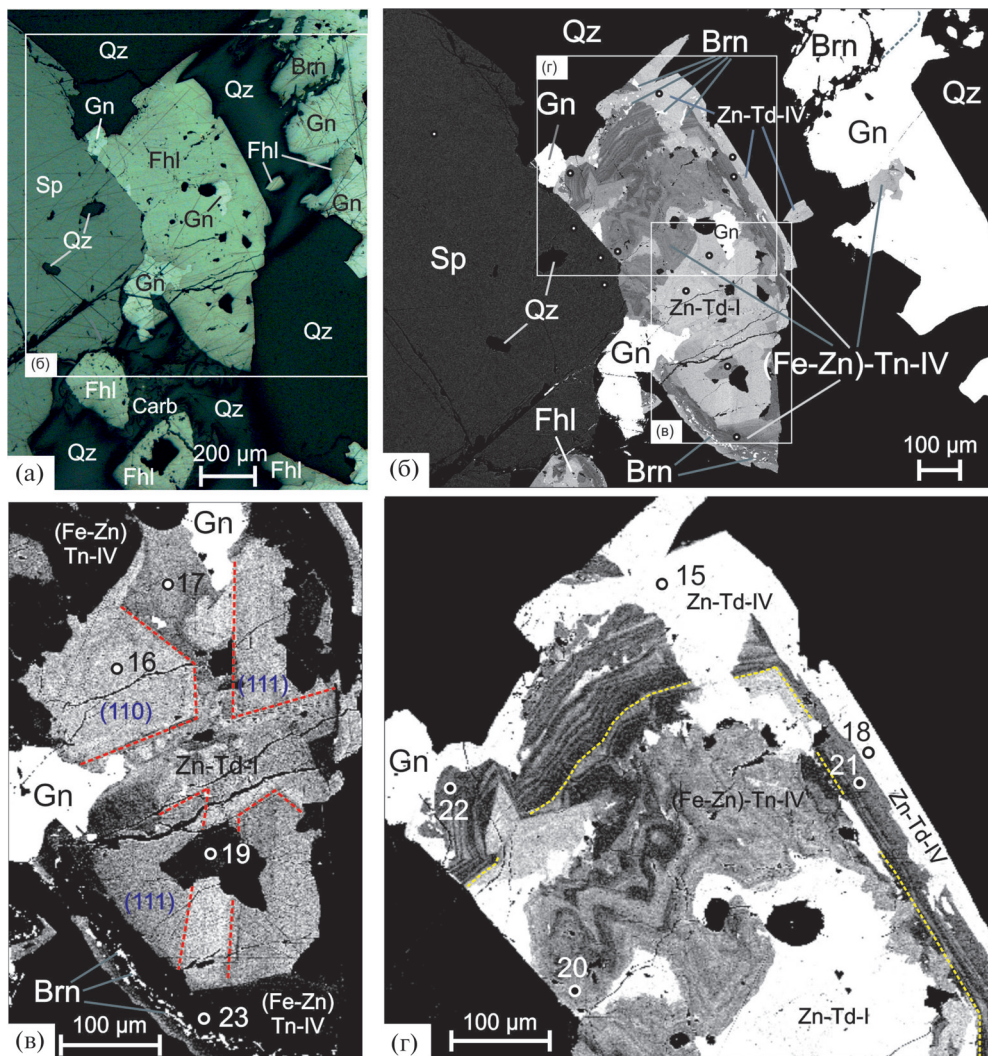 Qz
Gn
Qz
Brn
Gn
Fhl
Fhl
Sp
Gn
Qz
Gn
Qz
(б)
Fhl
Carb
Qz
Qz
Fhl
Fhl
200 µm
(а)
Qz
Brn
Brn
(г)
Gn
Zn-Td-IV
Qz
Gn
Sp
Gn
Qz
Zn-Td-I
Gn
(Fe-Zn)-Tn-IV
Fhl
(в)
Brn
100 µm
(б)
(Fe-Zn)
Tn-IV
Gn
17
16
(111)
(110)
Zn-Td-I
Gn
19
(111)
Brn
(Fe-Zn)
23
Tn-IV
100 µm
(в)
15
Zn-Td-IV
Gn
18
21
22
(Fe-Zn)-Tn-IV
Zn-Td-IV
20
100 µm
Zn-Td-I
(г)